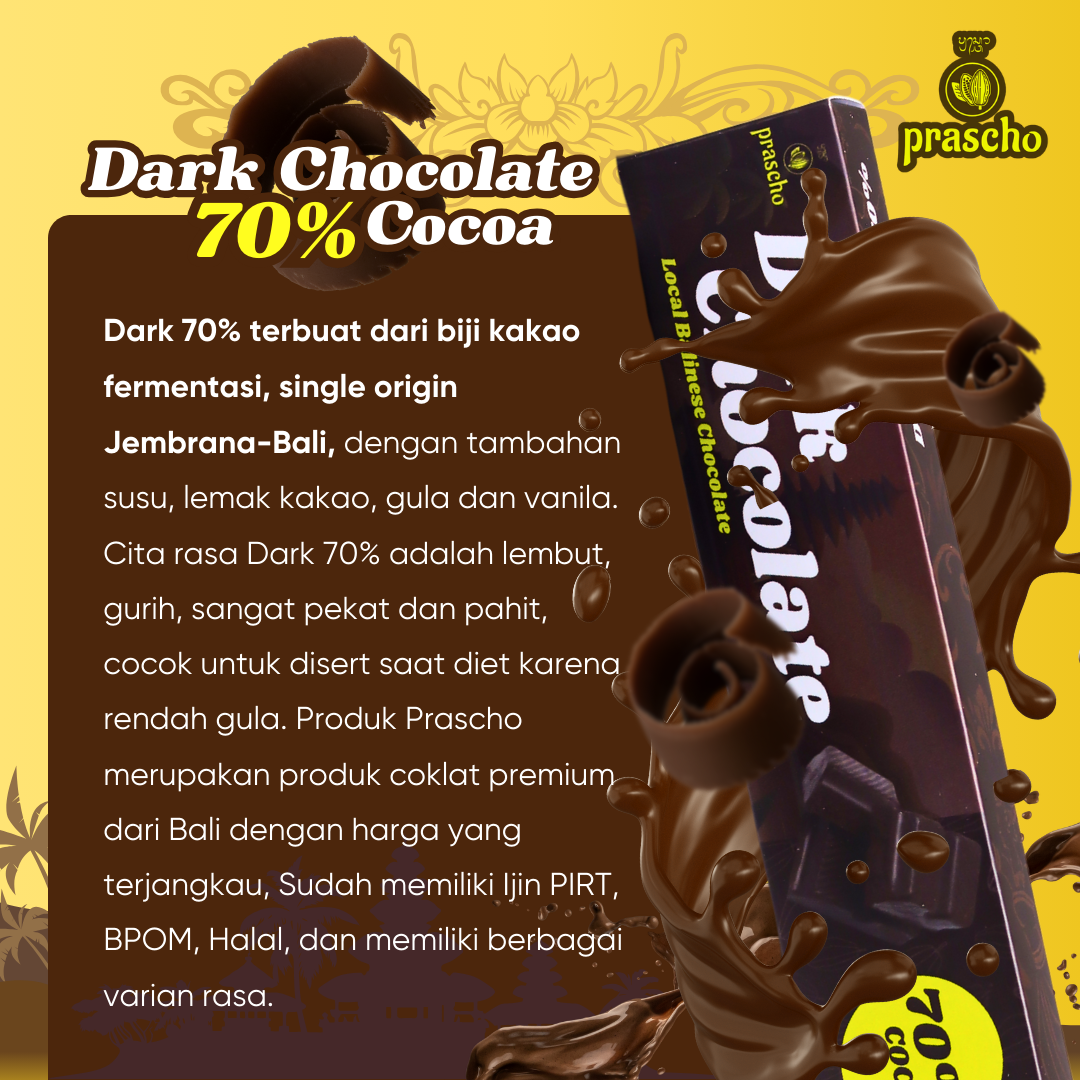 prascho
Dark Chocolate
70% Cocoa
Dark 70% terbuat dari biji kakao
fermentasi, single origin
Jembrana-Bali, dengan tambahan
susu, lemak kakao, gula dan vanila.
Cita rasa Dark 70% adalah lembut,
gurih, sangat pekat dan pahit,
cocok untuk disert saat diet karena
rendah gula. Produk Prascho
merupakan produk coklat premium
dari Bali dengan harga yang
terjangkau, Sudah memiliki Ijin PIRT,
BPOM, Halal, dan memiliki berbagai
varian rasa.
prascho
Dark
Chocolate
Local Balinese Chocolate